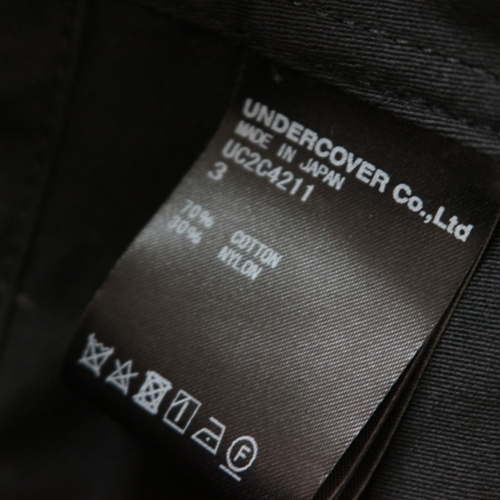 UNDERCOVER Co.,Ltd
MADE IN JAPAN
UC2C4211
3
70% COTTON
30% NYLON
F